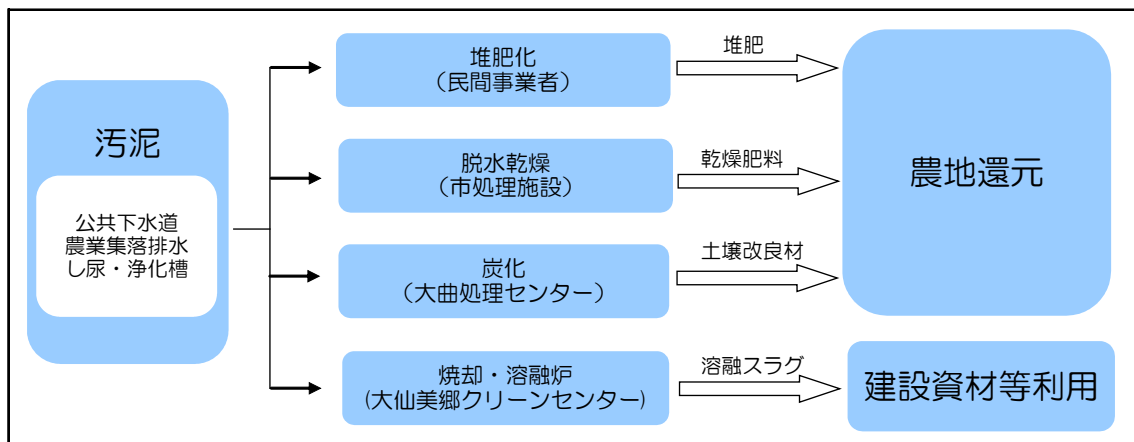 汚泥
公共下水道
農業集落排水
し尿・浄化槽
堆肥化
（民間事業者）
堆肥
脱水乾燥
（市処理施設）
乾燥肥料
炭化
（大曲処理センター）
土壌改良材
農地還元
焼却・溶融炉
(大仙美郷クリーンセンター)
溶融スラグ
建設資材等利用